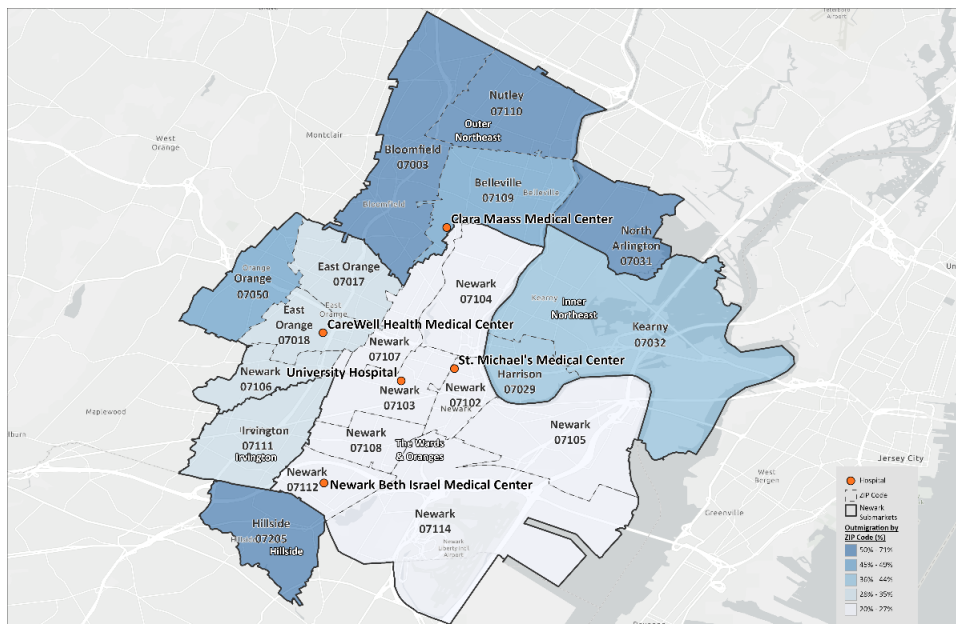 West
Orange
Montclair
Nutley
07110
Outer
Northeast
Bloomfield
07003
Bloomfield
Belleville
07109
Belleville
Clara Maass Medical Center
North
Arlington
07031
Orange
Orange
07050
East Orange
07017
East
Orange
East
Orange
07018
CareWell Health Medical Center
Newark
07104
Kearny
Inner
Northeast
Kearny
07032
Newark
07107
St. Michael's Medical Center
Harrison
07029
University Hospital
Newark
07106
Newark
07103
Newark
07102
Newark
Maplewood
Irvington
07111
Irvington
Newark
07108
The Wards
& Oranges
Newark
07105
Newark
07112
Newark Beth Israel Medical Center
Newark
07114
Newark
Liberty Intl
Airport
Hillside
07205
Hillside
West
Bergen
Jersey City
Greenville
Hospital
ZIP Code
Newark
Submarkets
Outmigration by
ZIP Code (%)
50% - 71%
45% - 49%
36% - 44%
28% - 35%
20% - 27%